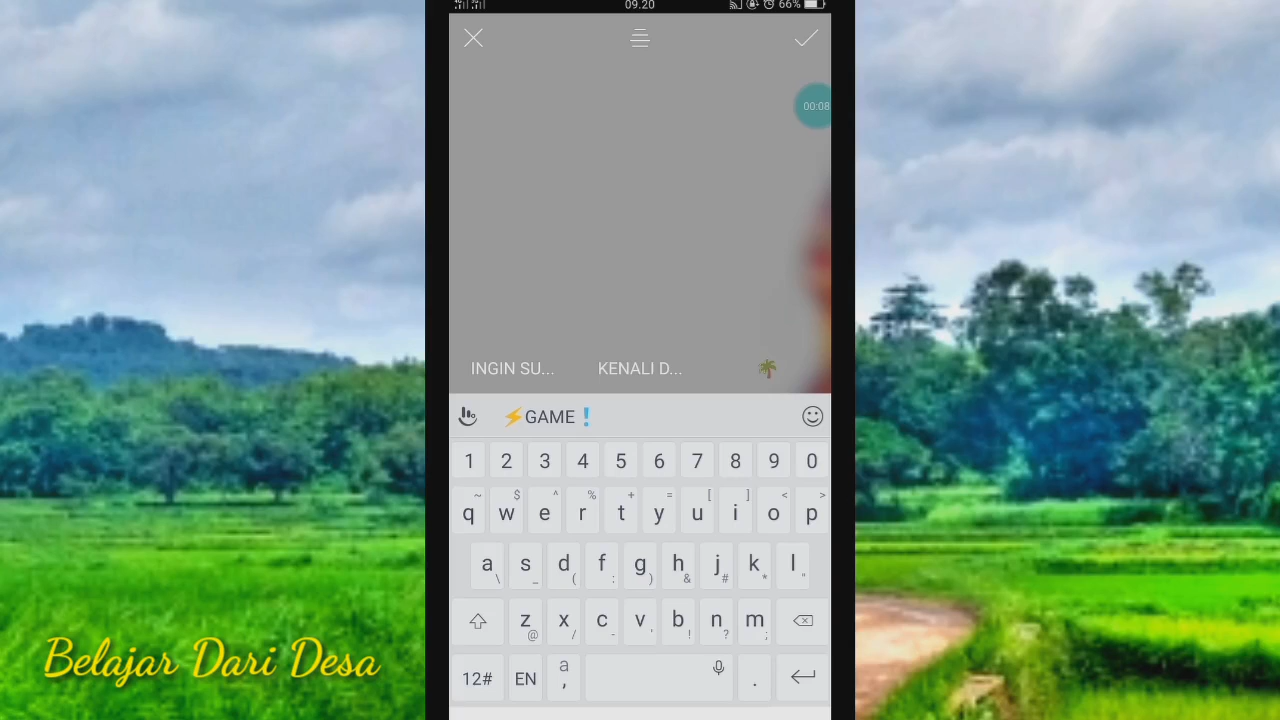 09.20
66%
00:08
INGIN SU... KENALI D... 🌴
⚡GAME❗
1 2 3 4 5 6 7 8 9 0
~ $ ^ % + = [ ] < >
q w e r t y u i o p
a s d f g h j k l
\ _ ( : ) & # * "
z x c v b n m
@ / - ' ! ? ;
12# EN a , .
Belajar Dari Desa